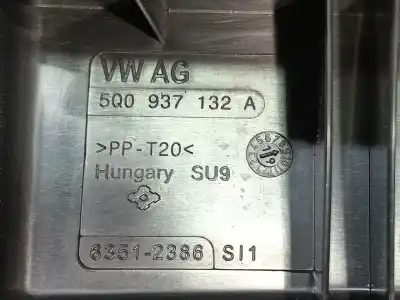 VW AG
5Q0 937 132 A
>PP-T20<
Hungary SU9
6351-2386 SI1